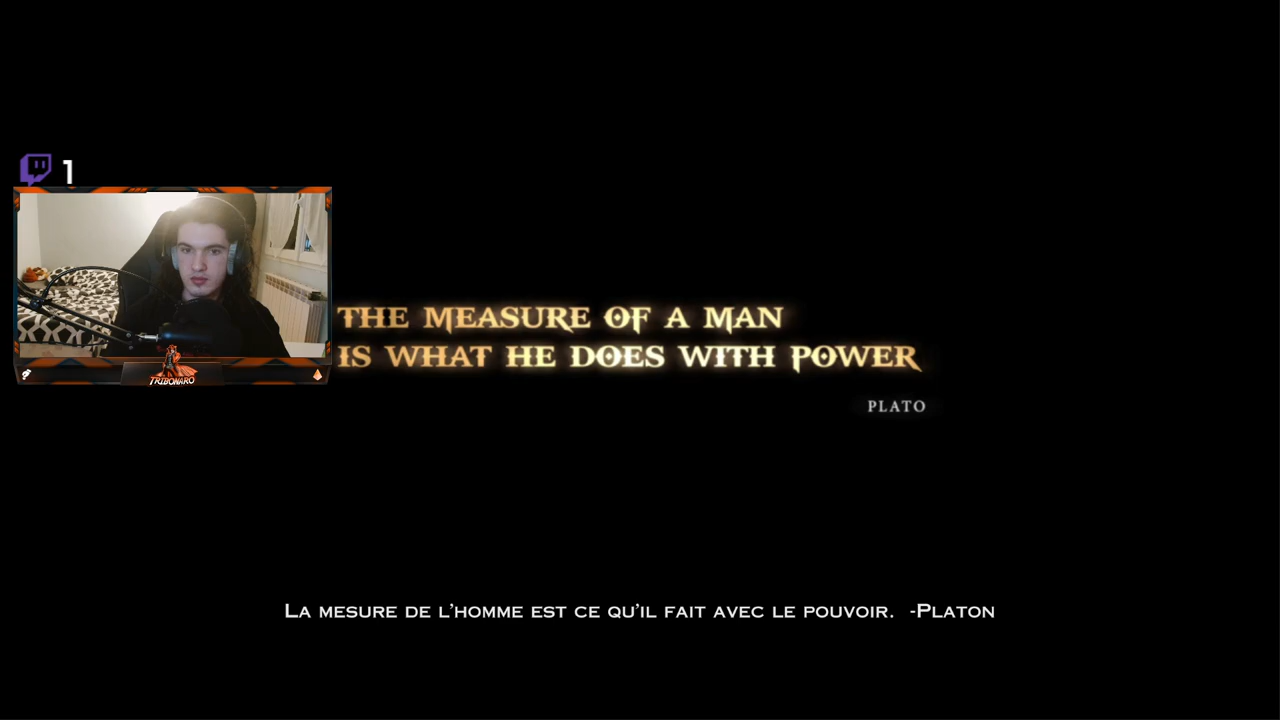 1
THE MEASURE OF A MAN
IS WHAT HE DOES WITH POWER
TRIBONARO
PLATO
LA MESURE DE L'HOMME EST CE QU'IL FAIT AVEC LE POUVOIR. -PLATON